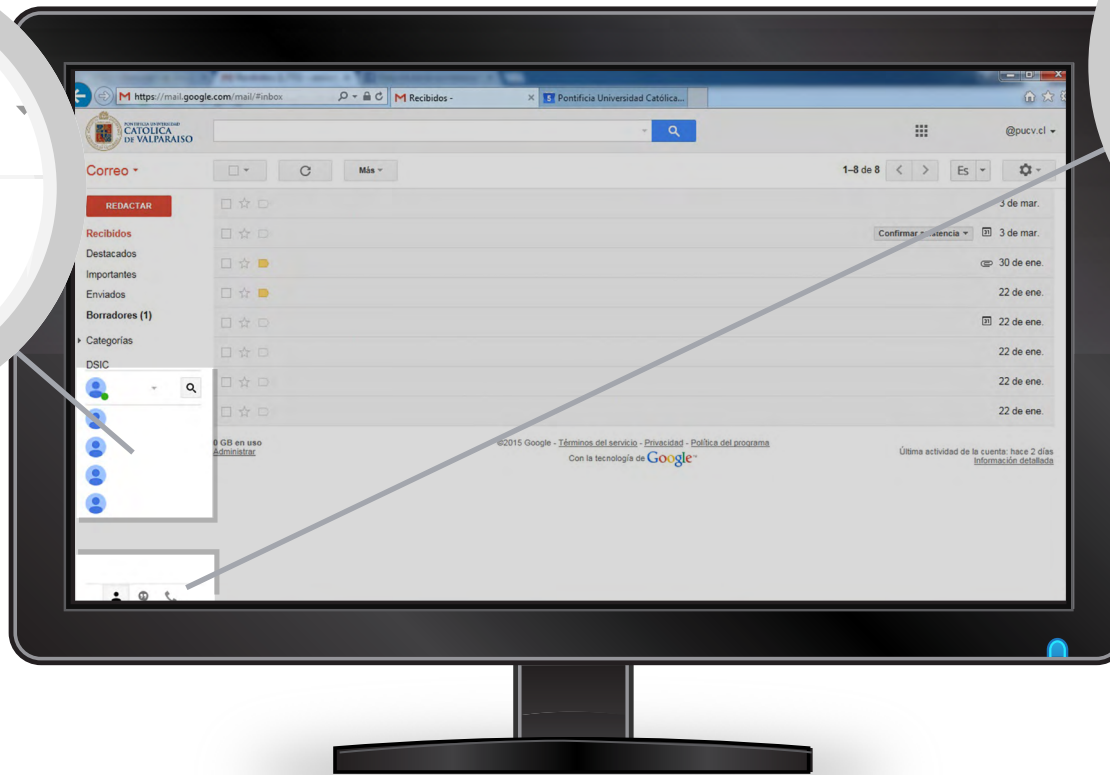 https://mail.google.com/mail/#inbox
Recibidos -
Pontificia Universidad Católica...
PONTIFICIA UNIVERSIDAD
CATOLICA
DE VALPARAISO
@pucv.cl
Correo
Más
1–8 de 8
Es
REDACTAR
3 de mar.
Recibidos
Confirmar asistencia
31
3 de mar.
Destacados
30 de ene.
Importantes
Enviados
22 de ene.
Borradores (1)
31
22 de ene.
Categorías
22 de ene.
DSIC
22 de ene.
22 de ene.
0 GB en uso
Administrar
©2015 Google - Términos del servicio - Privacidad - Política del programa
Con la tecnología de Google™
Última actividad de la cuenta: hace 2 días
Información detallada